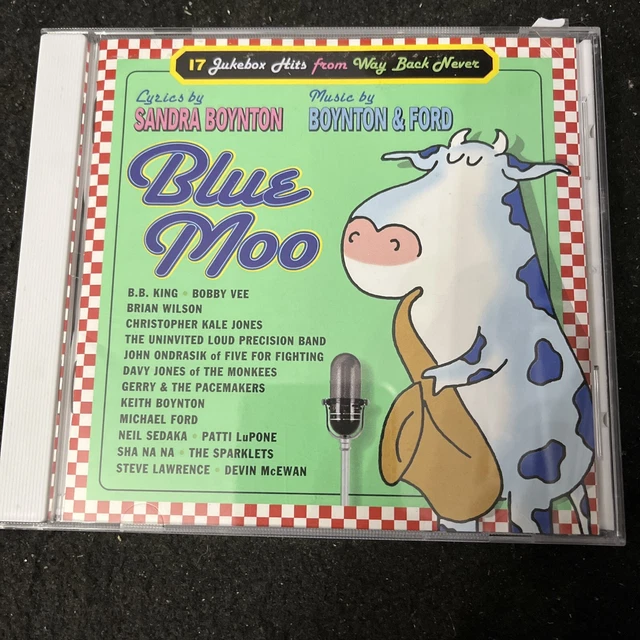 17 Jukebox Hits from Way Back Never
Lyrics by
SANDRA BOYNTON
Music by
BOYNTON & FORD
Blue
Moo
B.B. KING • BOBBY VEE
BRIAN WILSON
CHRISTOPHER KALE JONES
THE UNINVITED LOUD PRECISION BAND
JOHN ONDRASIK of FIVE FOR FIGHTING
DAVY JONES of THE MONKEES
GERRY & THE PACEMAKERS
KEITH BOYNTON
MICHAEL FORD
NEIL SEDAKA • PATTI LuPONE
SHA NA NA • THE SPARKLETS
STEVE LAWRENCE • DEVIN McEWAN